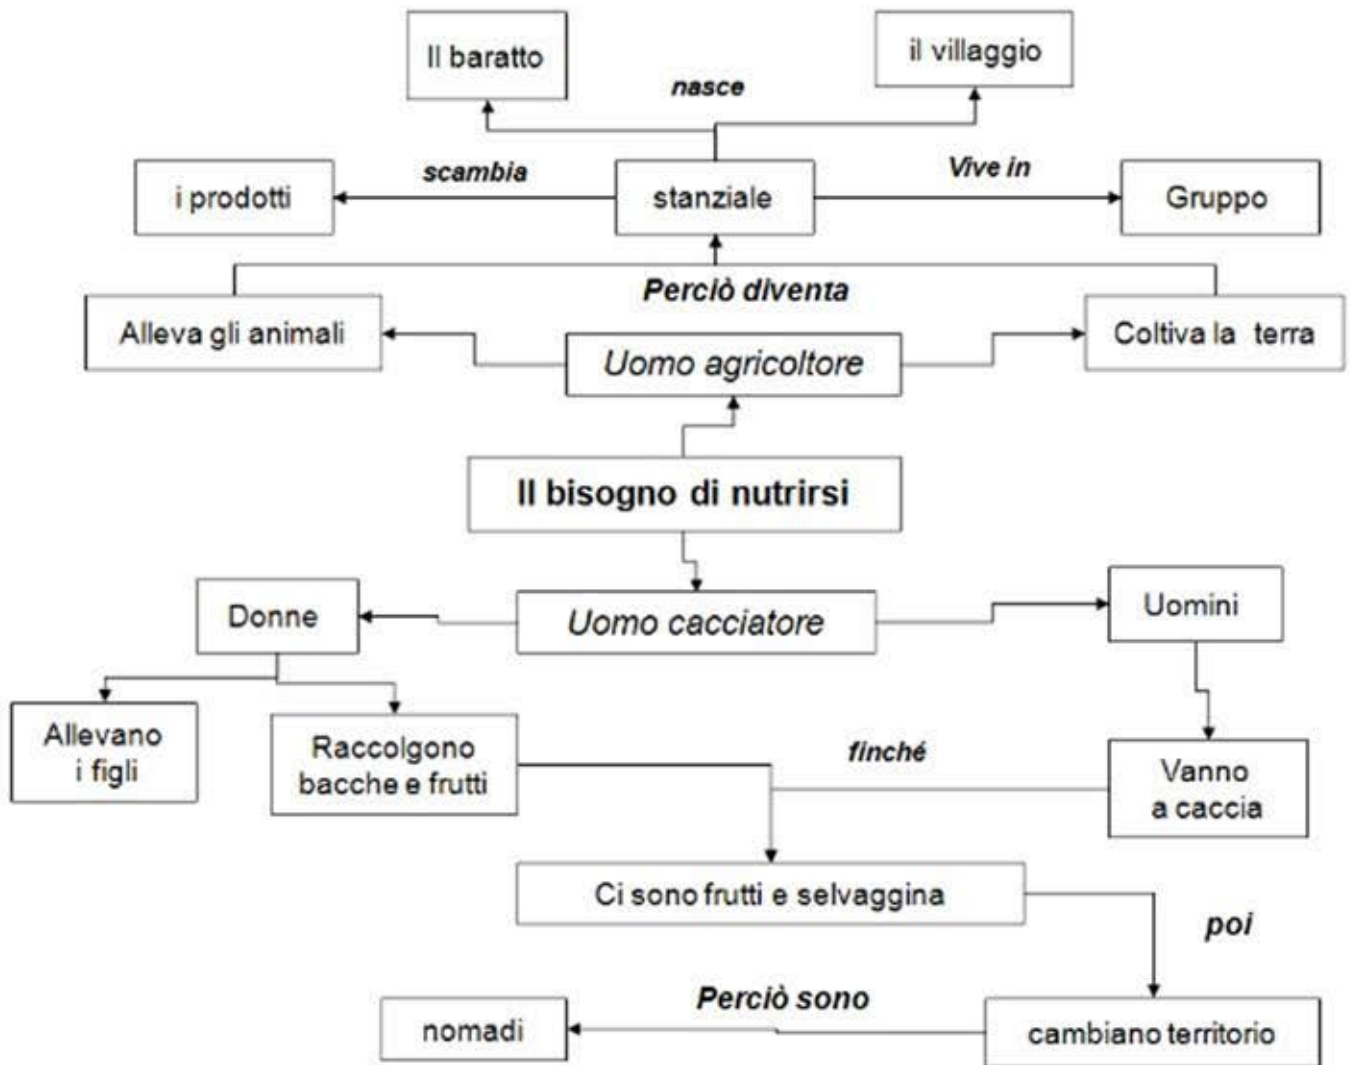 Il baratto
il villaggio
nasce
scambia
Vive in
i prodotti
stanziale
Gruppo
Perciò diventa
Alleva gli animali
Uomo agricoltore
Coltiva la terra
Il bisogno di nutrirsi
Donne
Uomo cacciatore
Uomini
Allevano
i figli
Raccolgono
bacche e frutti
finché
Vanno
a caccia
Ci sono frutti e selvaggina
poi
Perciò sono
nomadi
cambiano territorio